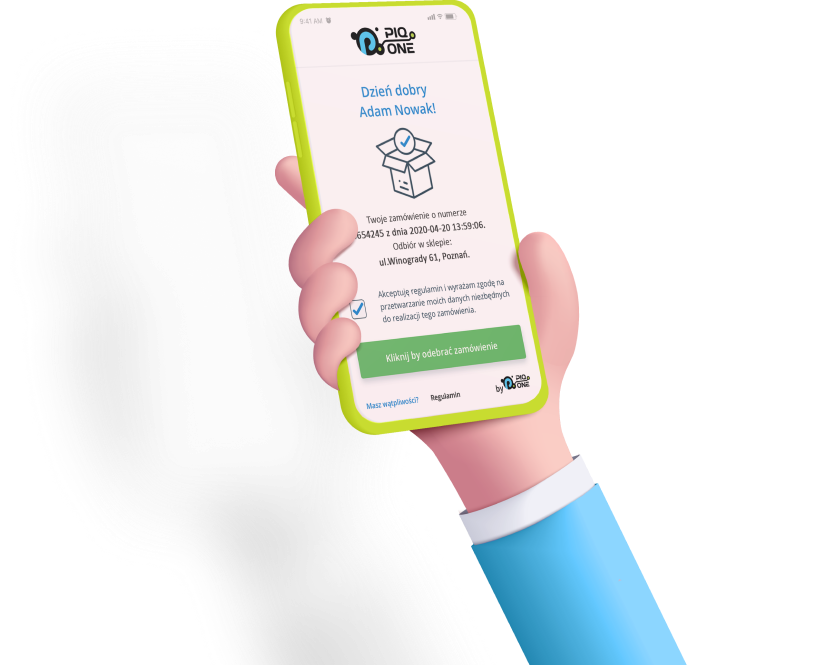 9:41 AM
PIQ
ONE
Dzień dobry
Adam Nowak!
Twoje zamówienie o numerze
654245 z dnia 2020-04-20 13:59:06.
Odbiór w sklepie:
ul.Winogrady 61, Poznań.
Akceptuję regulamin i wyrażam zgodę na
przetwarzanie moich danych niezbędnych
do realizacji tego zamówienia.
Kliknij by odebrać zamówienie
Masz wątpliwości? Regulamin by PIQ
ONE